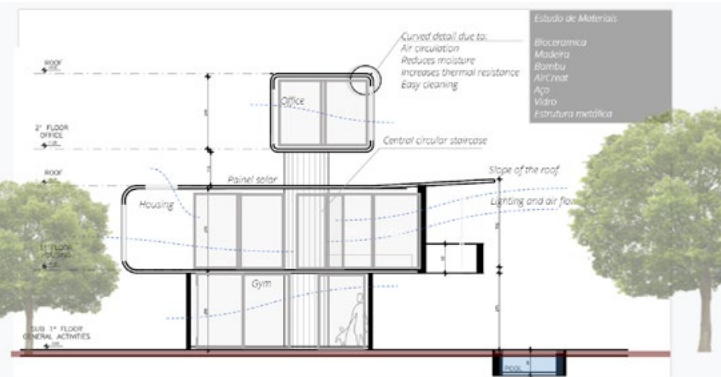 Estudo de Materiais
Bioceramica
Madeira
Bambu
AirCreat
Aço
Vidro
Estrutura metálica
Curved detail due to:
Air circulation
Reduces moisture
Increases thermal resistance
Easy cleaning
ROOF
Office
2° FLOOR
OFFICE
Central circular staircase
ROOF
Painel solar
Slope of the roof
Housing
Lighting and air flow
1° FLOOR
Gym
SUB 1° FLOOR
GENERAL ACTIVITIES
POOL